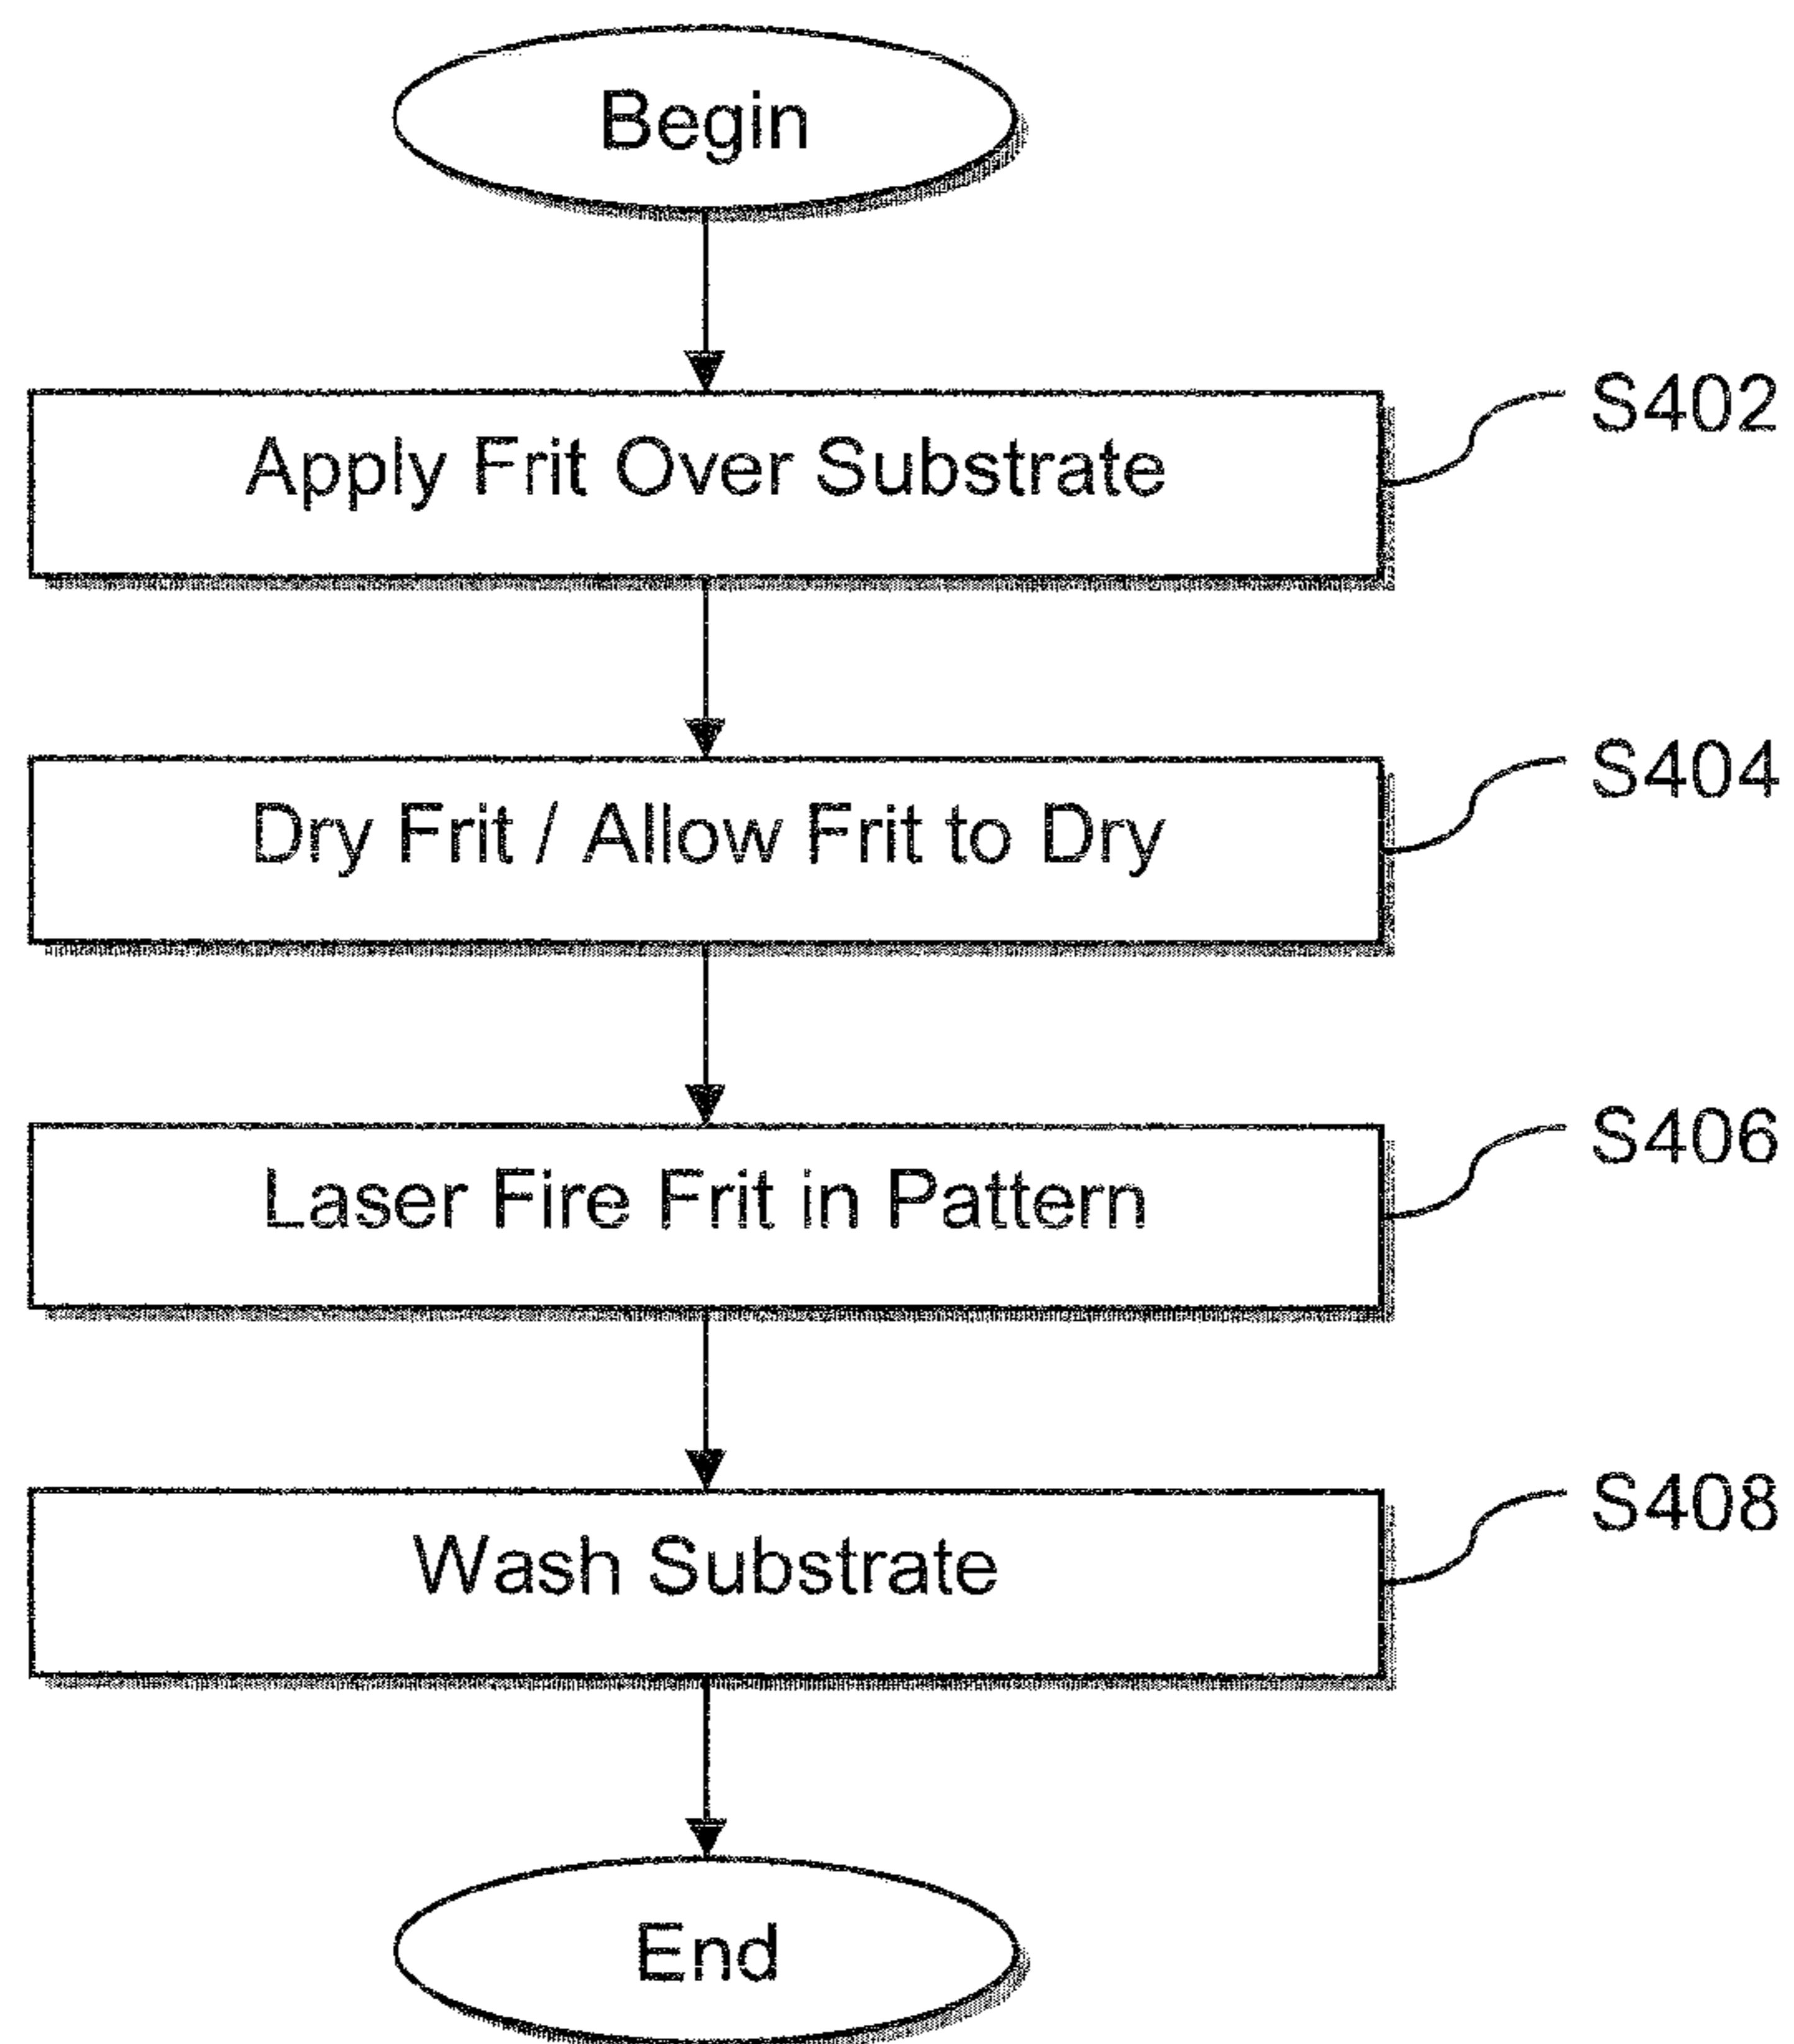 Begin
Apply Frit Over Substrate
S402
Dry Frit / Allow Frit to Dry
S404
Laser Fire Frit in Pattern
S406
Wash Substrate
S408
End